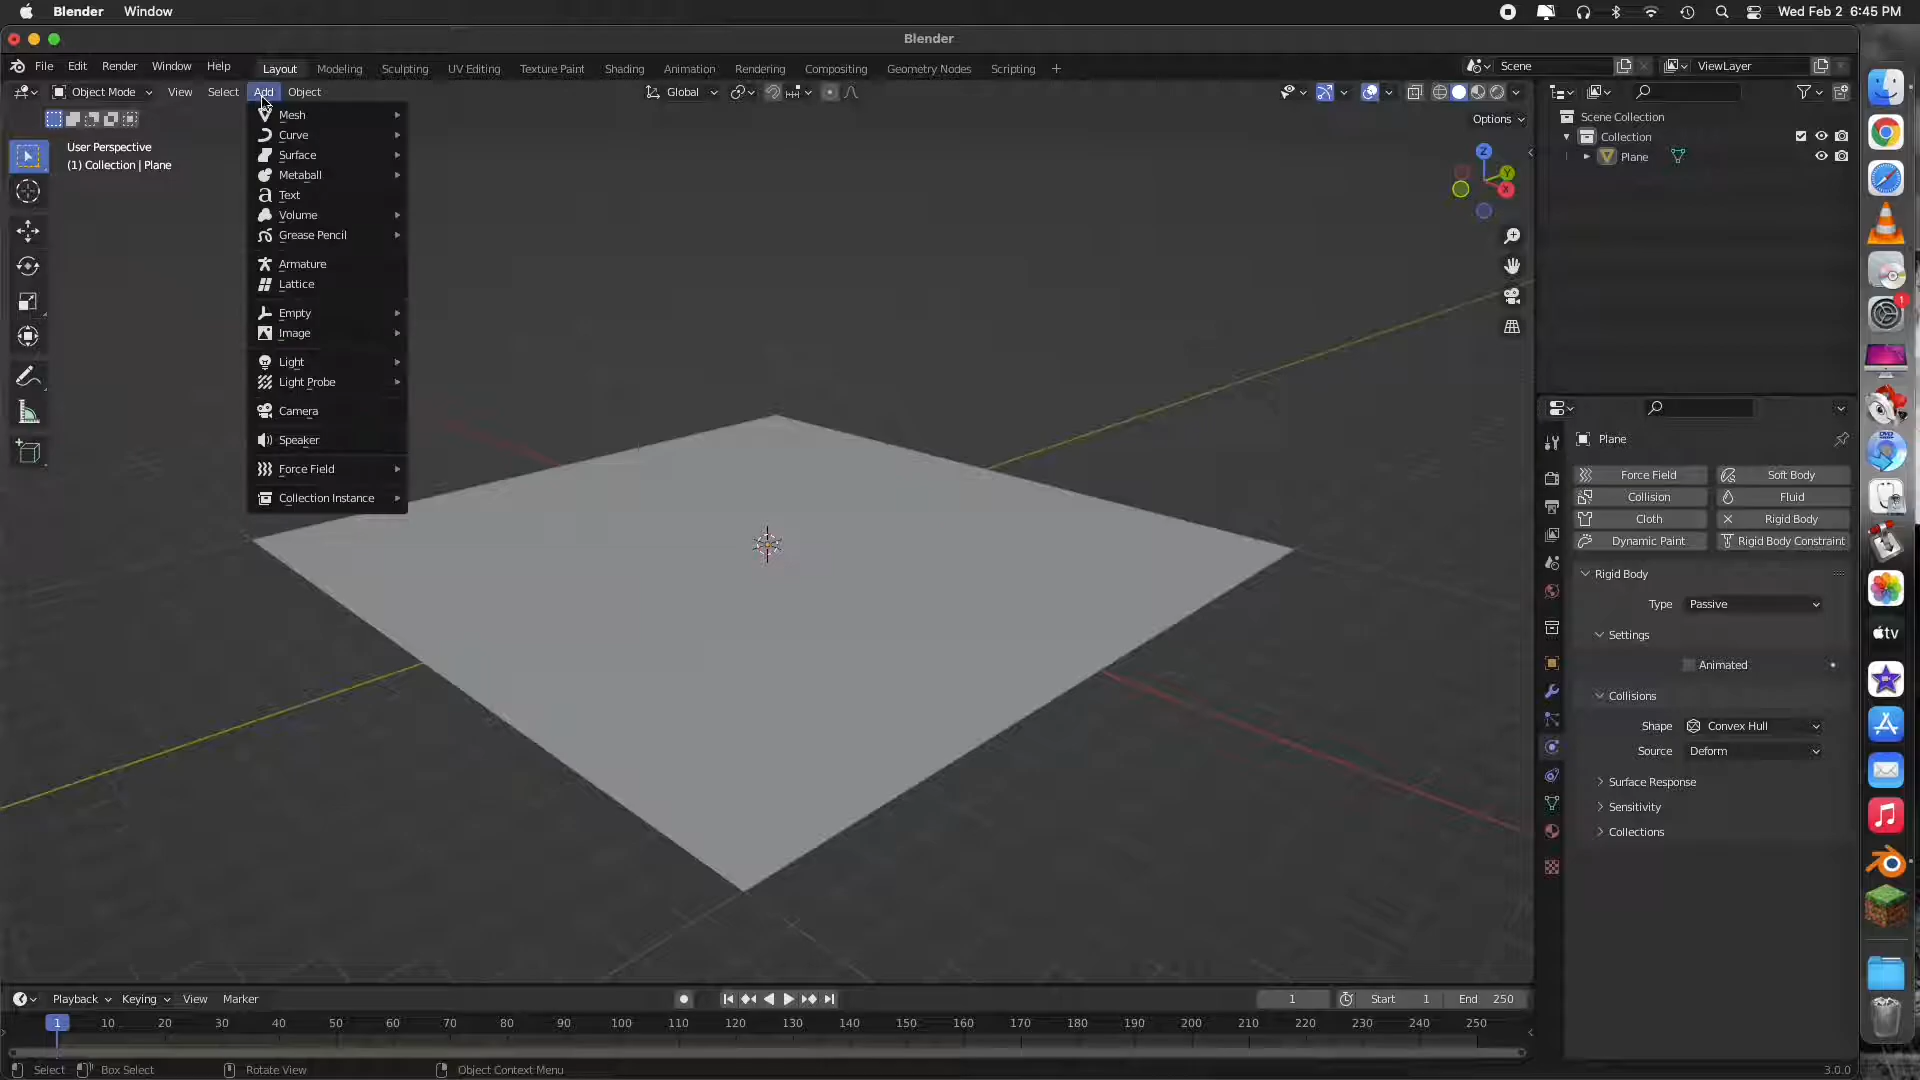 Blender Window Wed Feb 2 6:45 PM
Blender
File Edit Render Window Help Layout Modeling Sculpting UV Editing Texture Paint Shading Animation Rendering Compositing Geometry Nodes Scripting + Scene ViewLayer
Object Mode View Select Add Object Global
Options
User Perspective
(1) Collection | Plane
Mesh
Curve
Surface
Metaball
Text
Volume
Grease Pencil
Armature
Lattice
Empty
Image
Light
Light Probe
Camera
Speaker
Force Field
Collection Instance
Z
Y
X
Scene Collection
Collection
Plane
1
Plane
Force Field Soft Body
Collision Fluid
Cloth Rigid Body
Dynamic Paint Rigid Body Constraint
Rigid Body
Type Passive
Settings
Animated
Collisions
Shape Convex Hull
Source Deform
Surface Response
Sensitivity
Collections
tv
Playback Keying View Marker 1 Start 1 End 250
1 10 20 30 40 50 60 70 80 90 100 110 120 130 140 150 160 170 180 190 200 210 220 230 240 250
Select Box Select Rotate View Object Context Menu 3.0.0